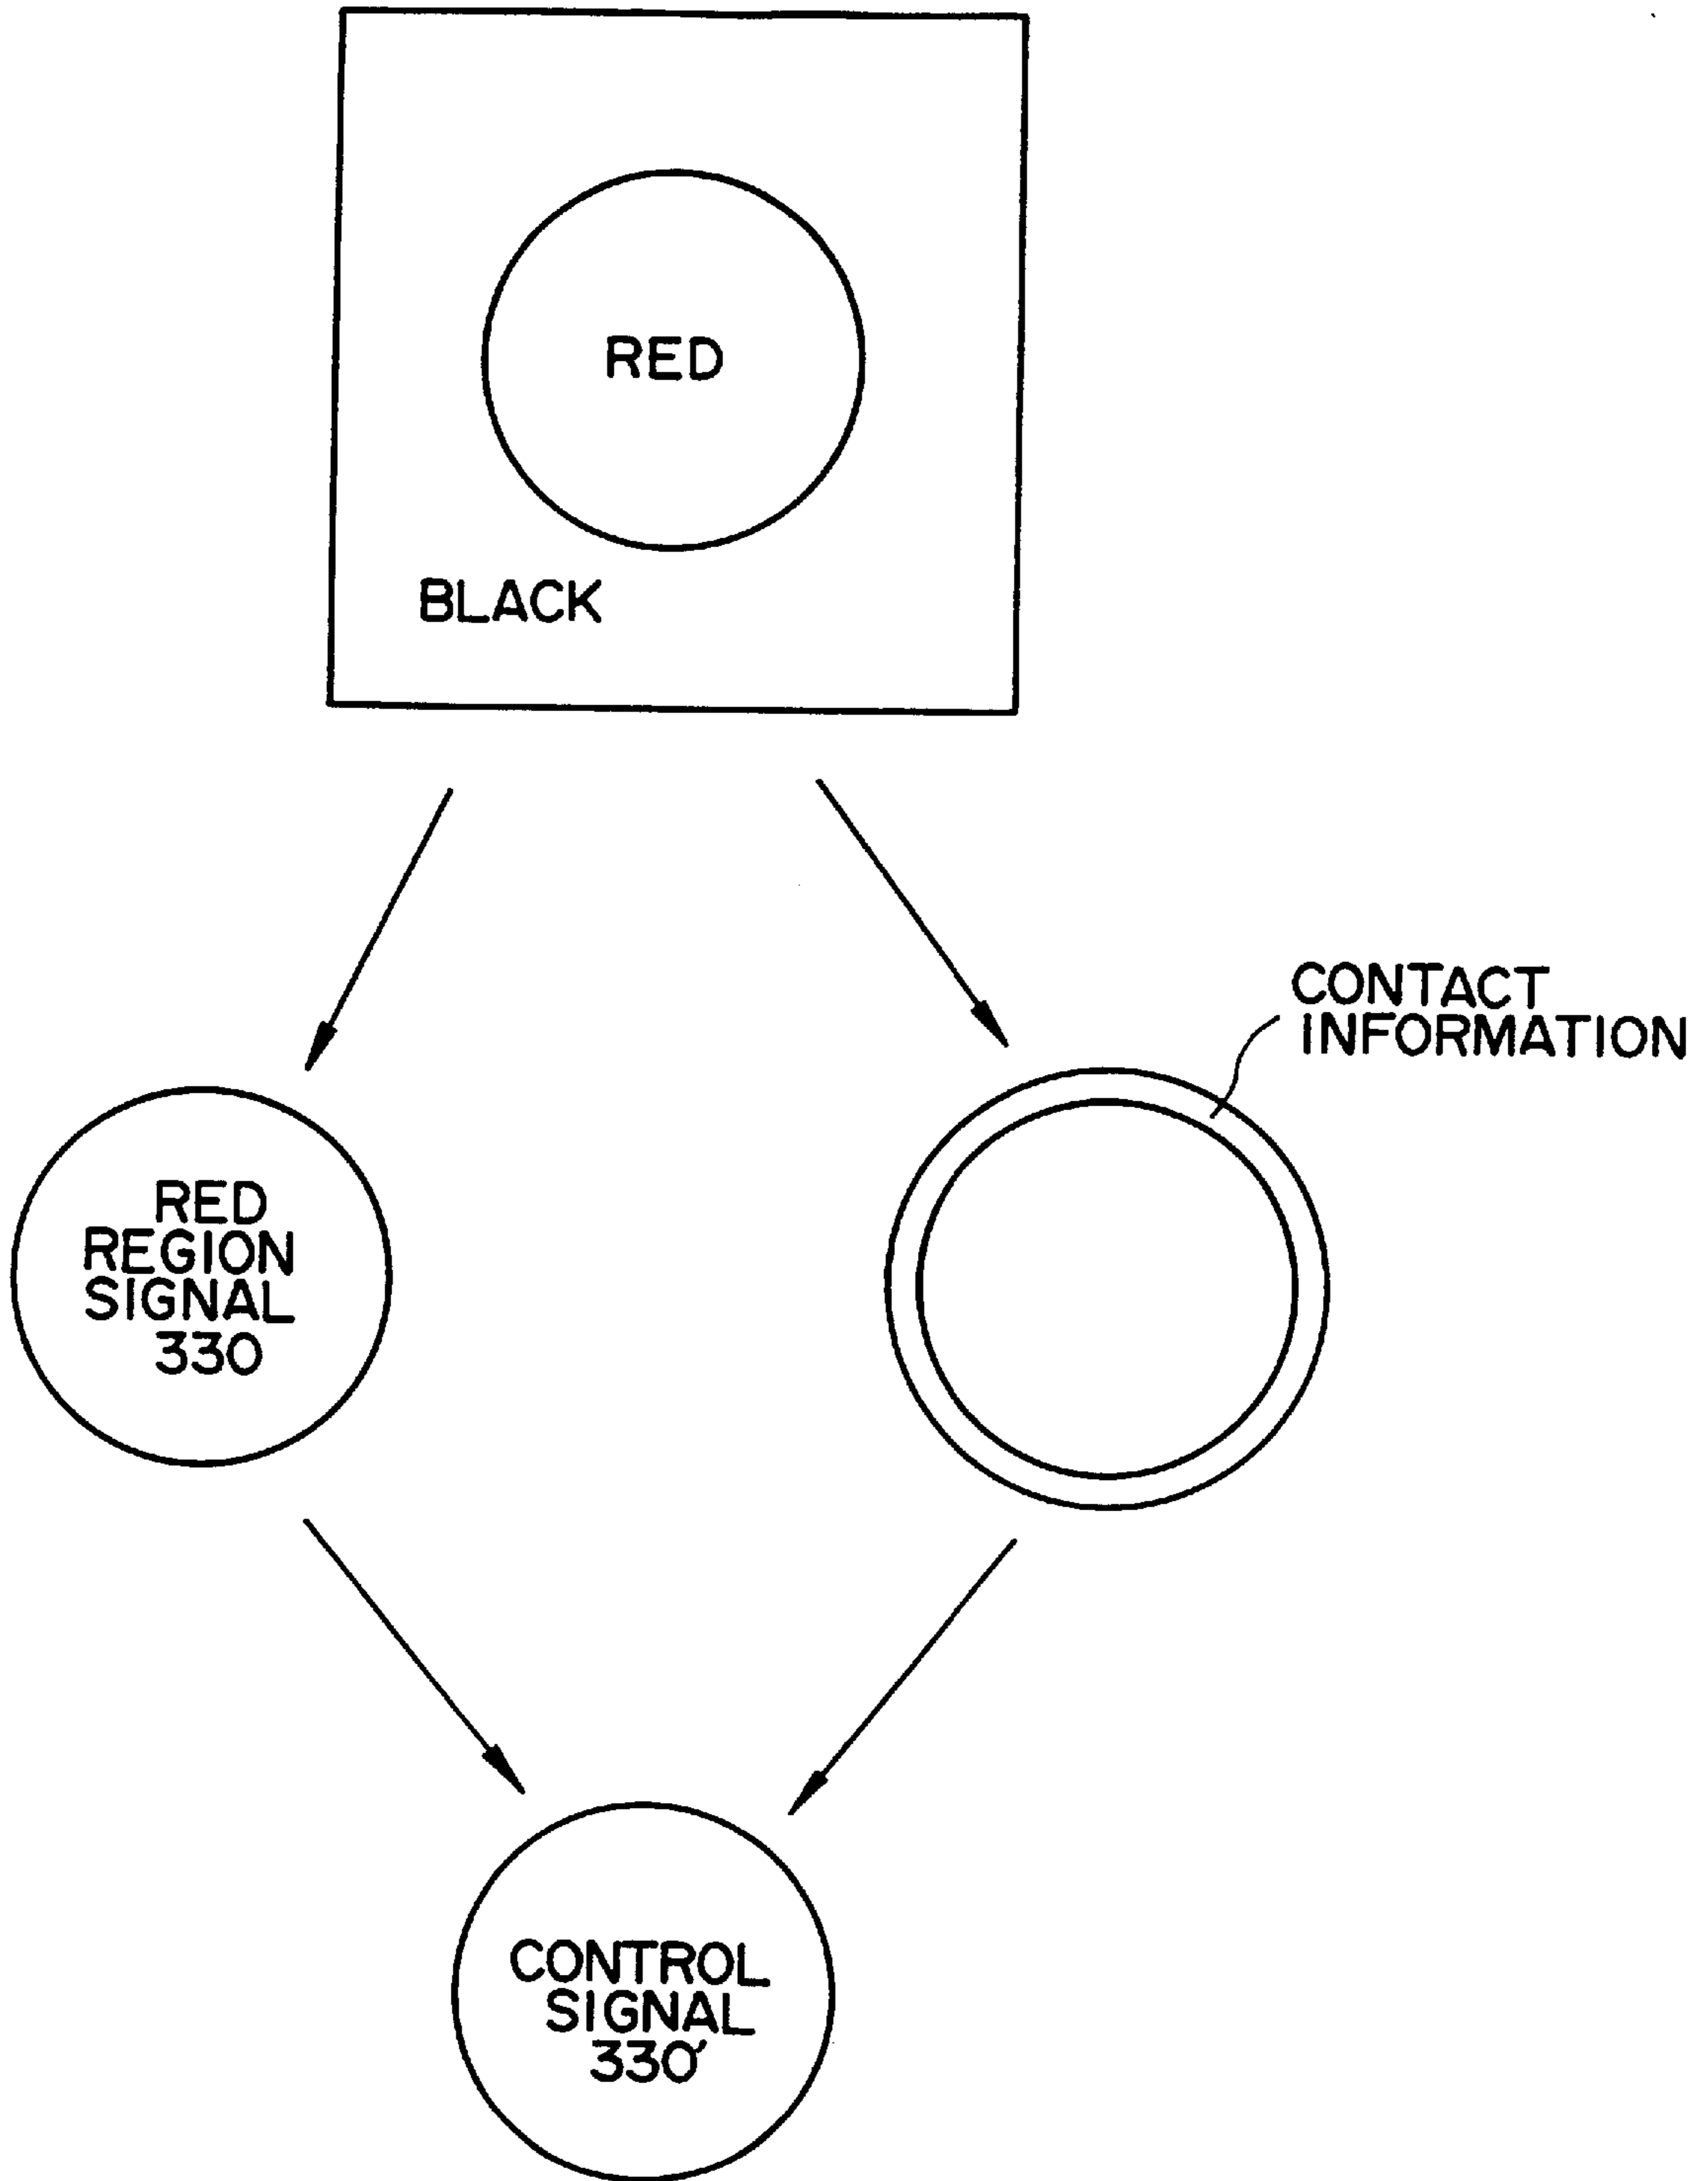 RED
BLACK
CONTACT
INFORMATION
RED
REGION
SIGNAL
330
CONTROL
SIGNAL
330'